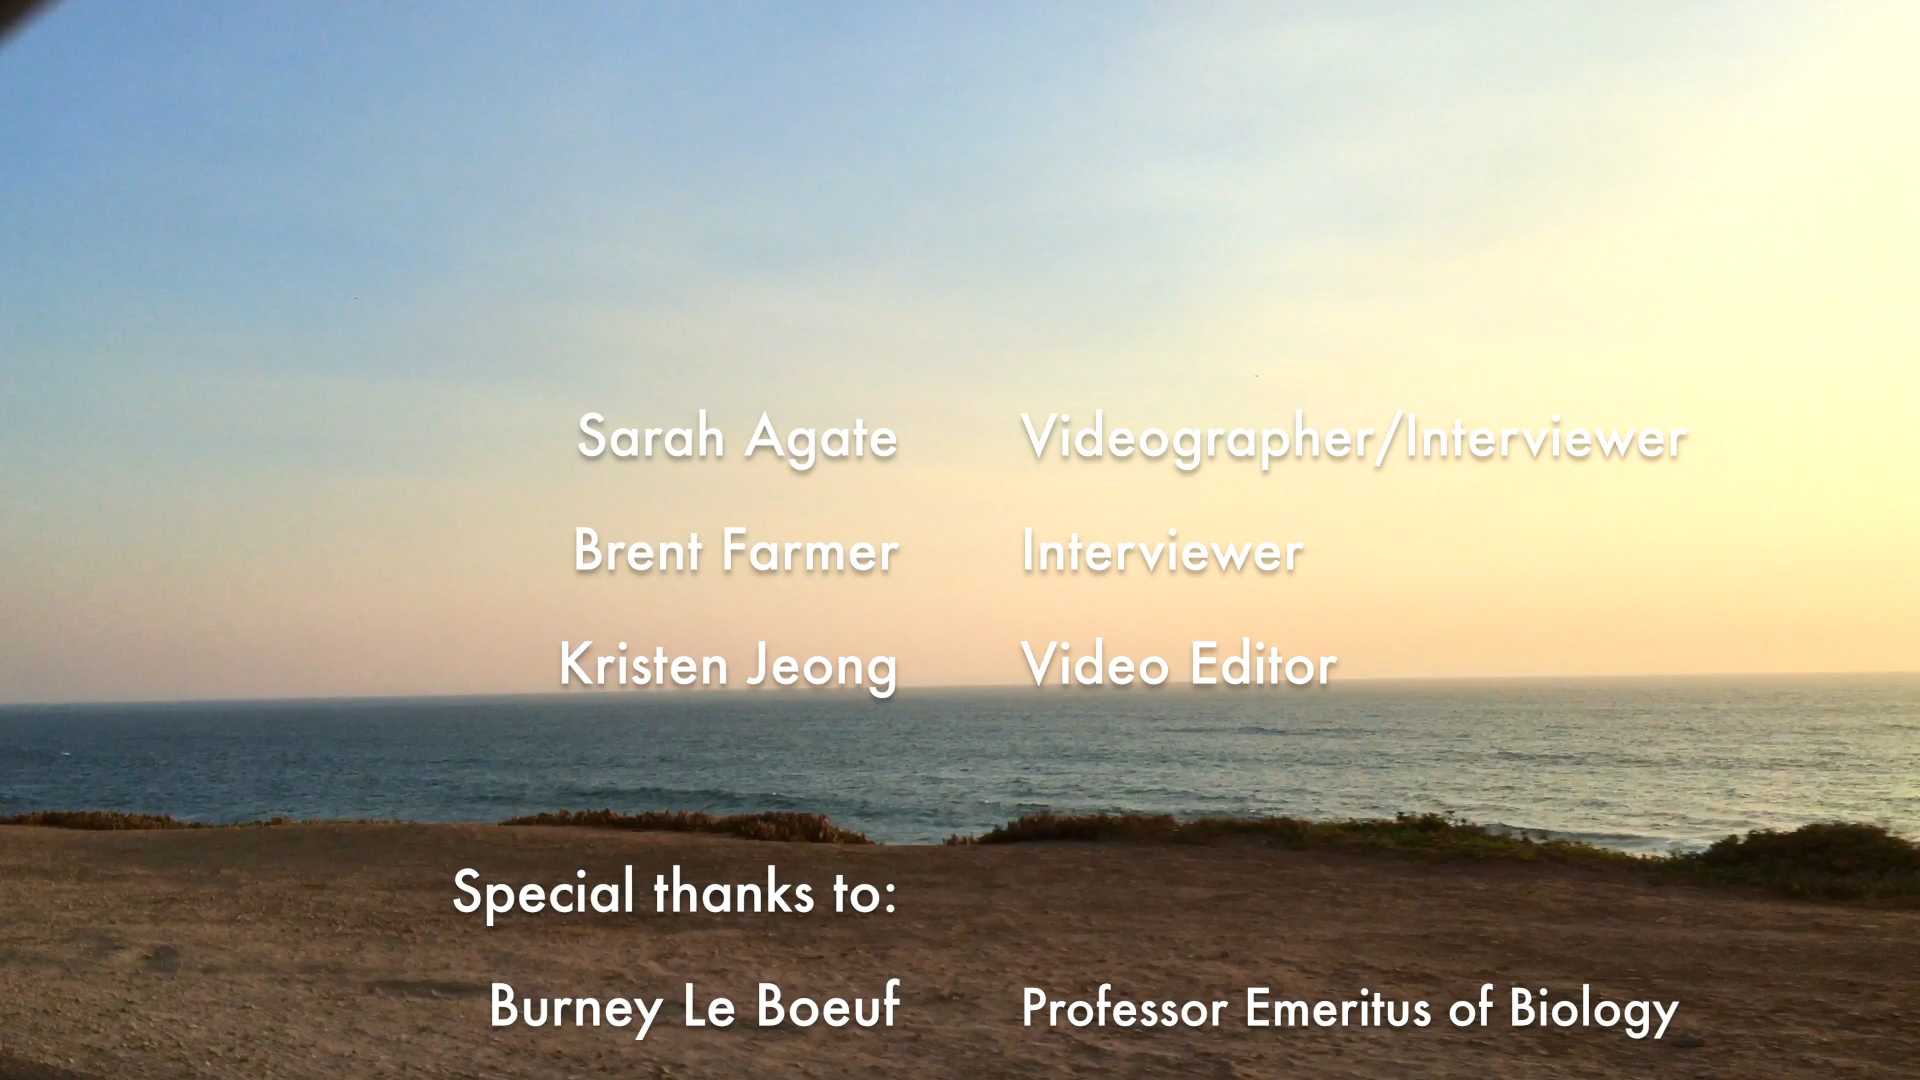 Sarah Agate Videographer/Interviewer
Brent Farmer Interviewer
Kristen Jeong Video Editor
Special thanks to:
Burney Le Boeuf Professor Emeritus of Biology